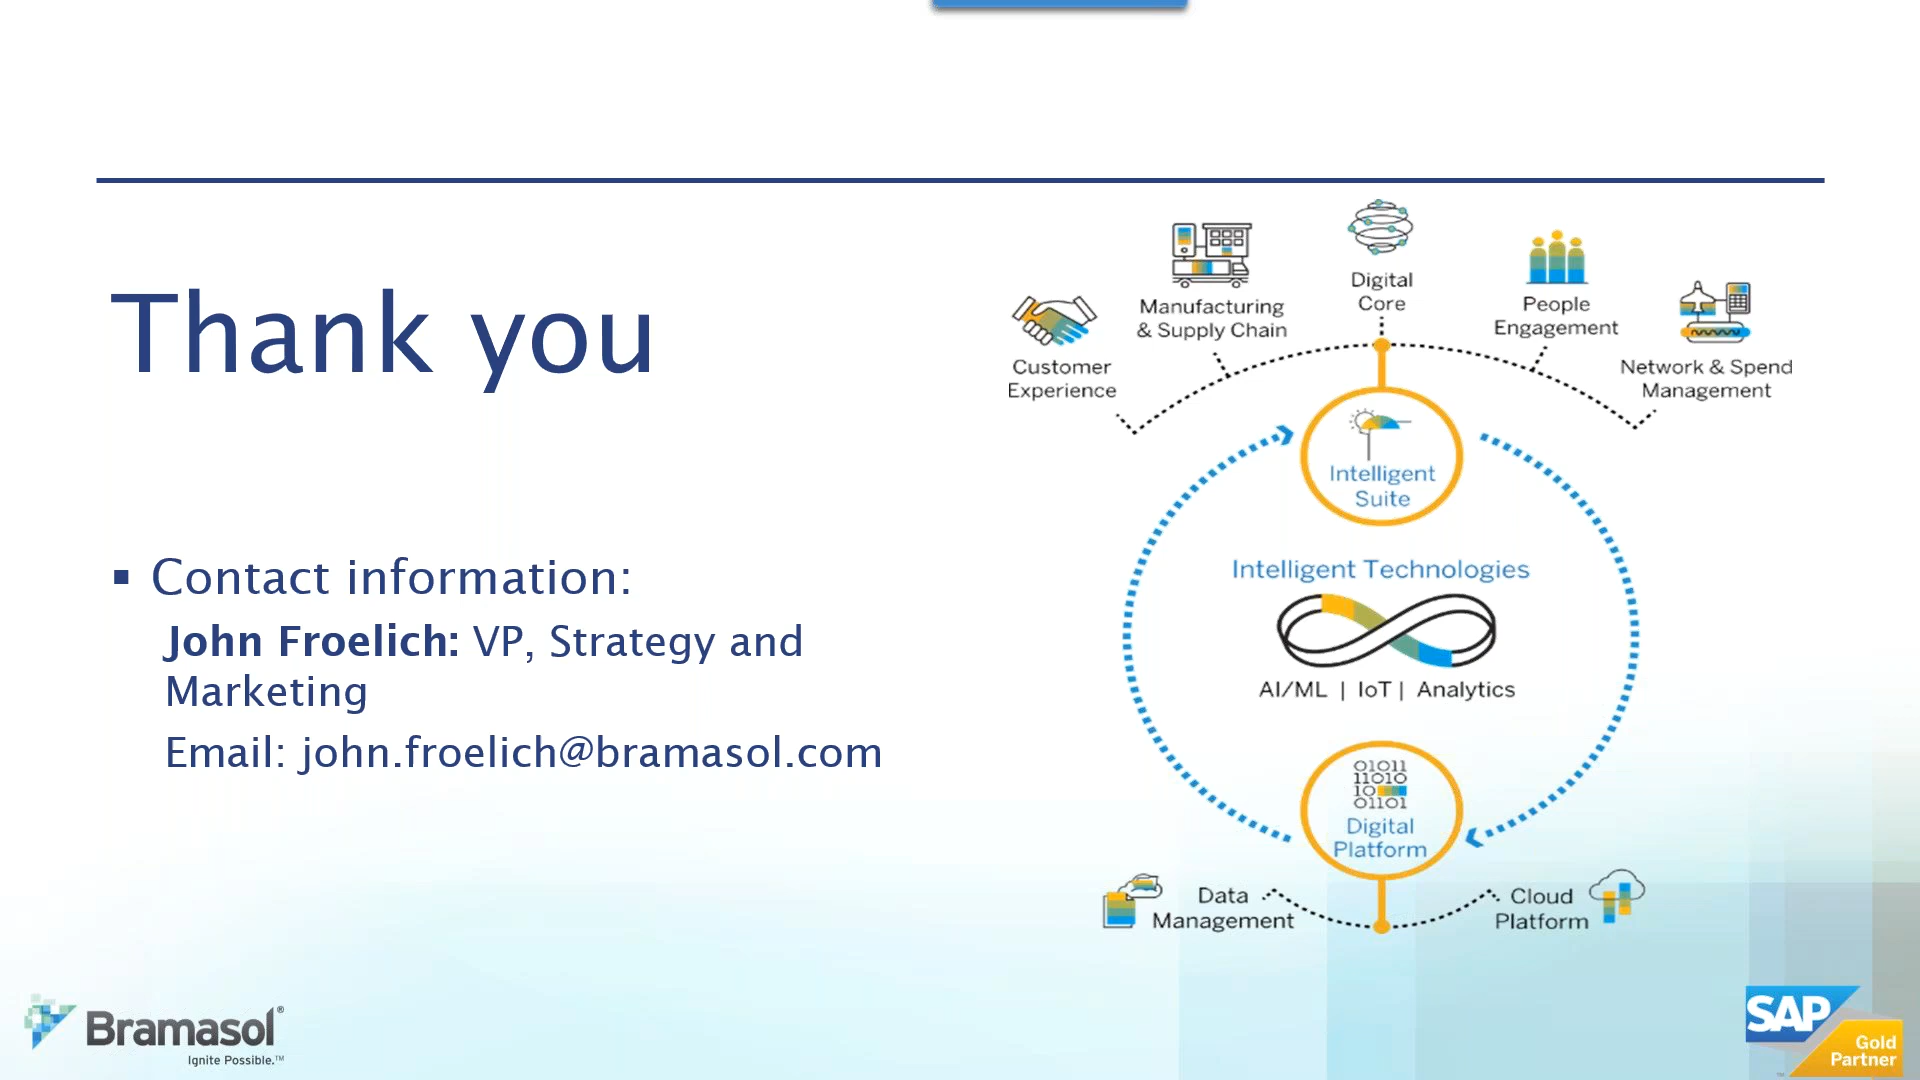 Thank you
▪ Contact information:
John Froelich: VP, Strategy and
Marketing
Email: john.froelich@bramasol.com
Digital
Core
Manufacturing
& Supply Chain
People
Engagement
Customer
Experience
Network & Spend
Management
Intelligent
Suite
Intelligent Technologies
AI/ML | IoT | Analytics
01011
11010
10
01101
Digital
Platform
Data
Management
Cloud
Platform
Bramasol®
Ignite Possible.™
SAP
Gold
Partner